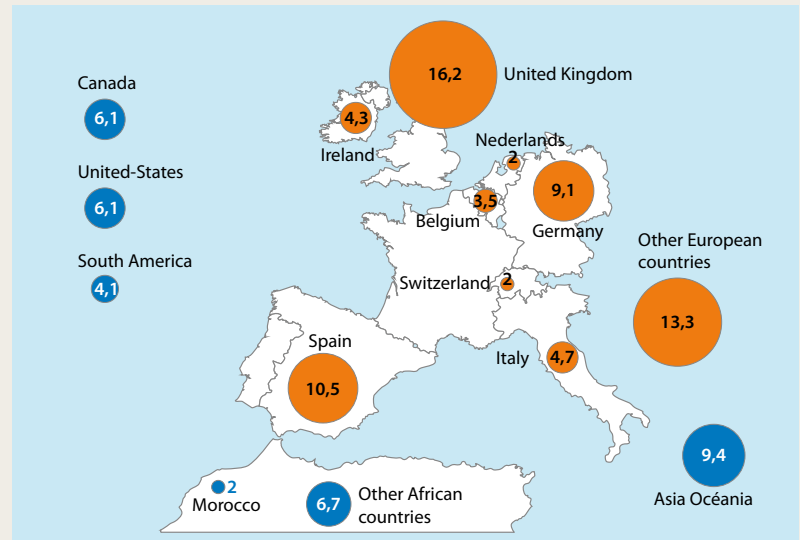 16,2
United Kingdom
Canada
6,1
4,3
Ireland
Nederlands
2
United-States
6,1
9,1
Germany
3,5
Belgium
South America
4,1
Other European
countries
13,3
Switzerland
2
Spain
10,5
Italy
4,7
9,4
Asia Océania
2
Morocco
6,7
Other African
countries